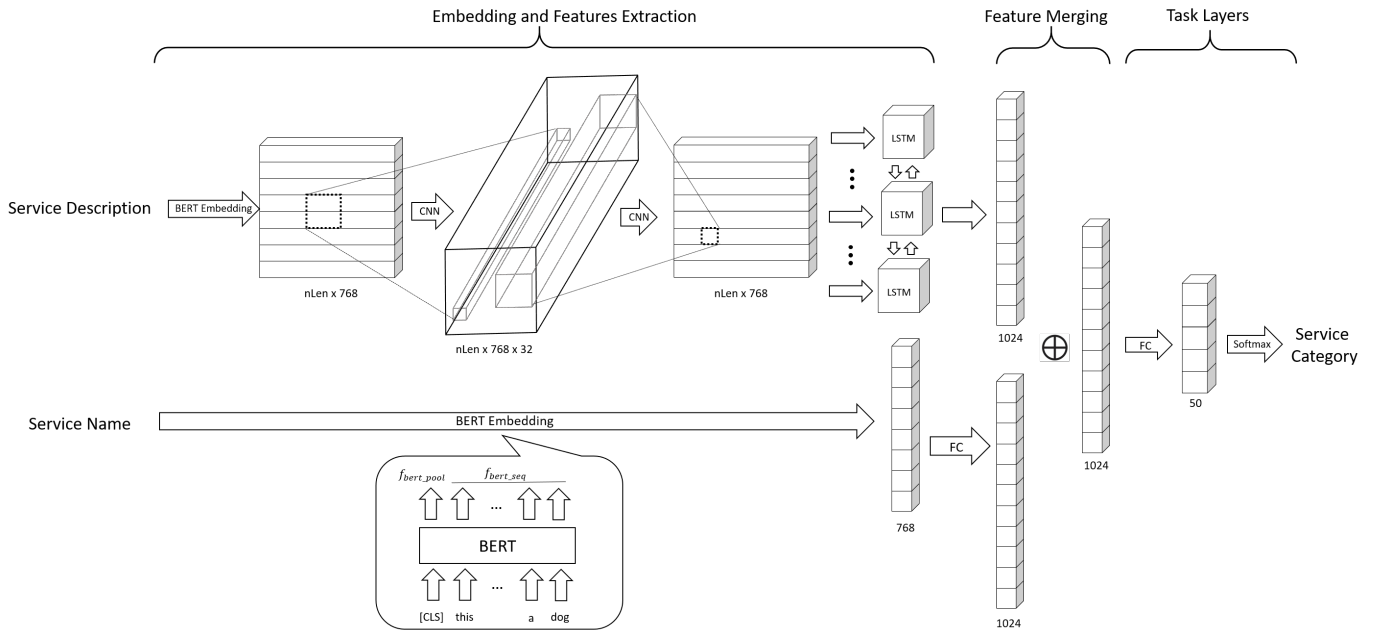 Embedding and Features Extraction
Feature Merging
Task Layers
Service Description
BERT Embedding
nLen x 768
CNN
nLen x 768 x 32
CNN
nLen x 768
LSTM
LSTM
LSTM
1024
Service Name
BERT Embedding
768
FC
1024
1024
FC
50
Softmax
Service
Category
f_bert_pool
f_bert_seq
...
BERT
...
[CLS] this a dog